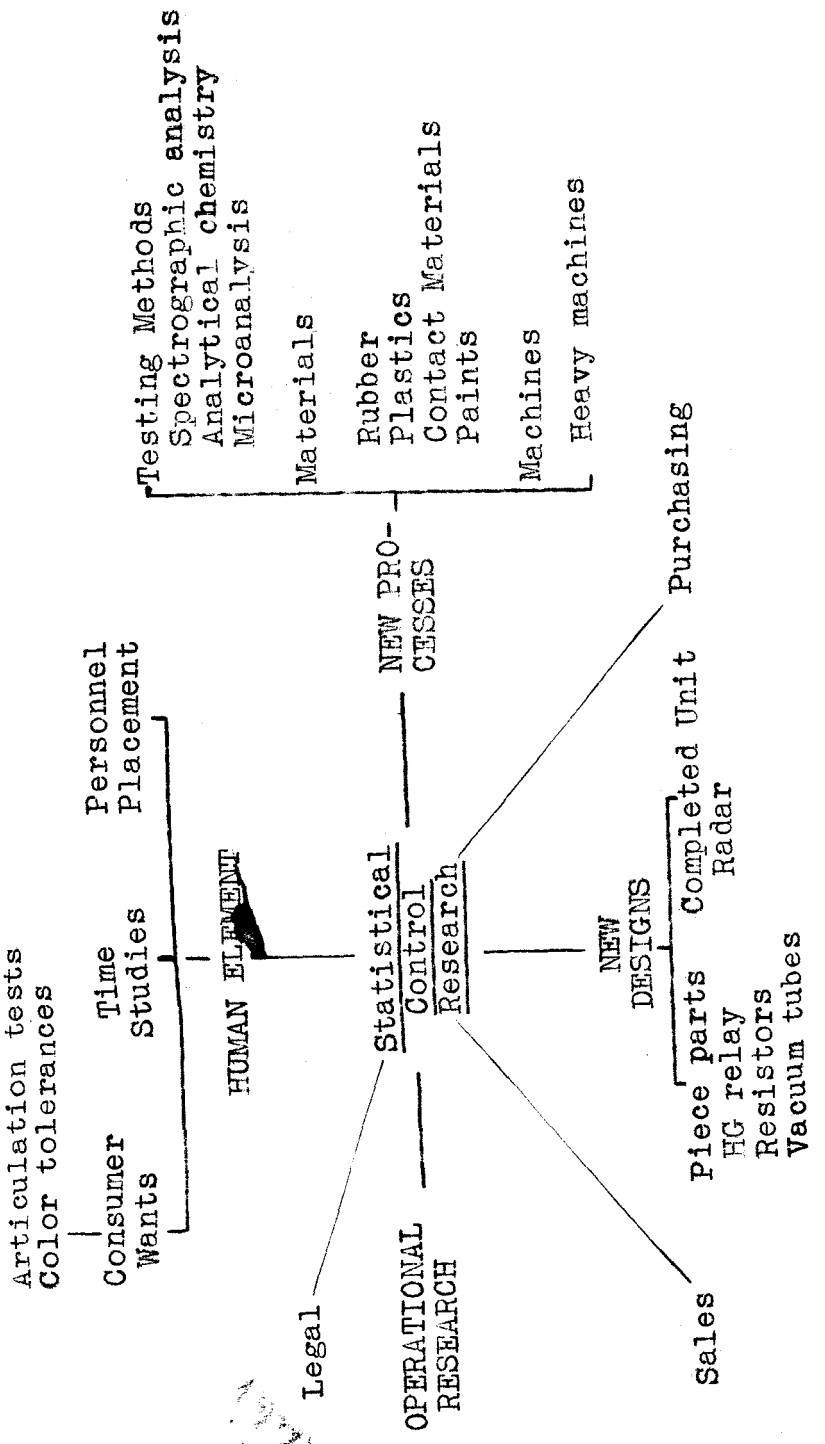 Articulation tests
Color tolerances
Consumer
Wants
Time
Studies
Personnel
Placement
HUMAN ELEMENT
Legal
OPERATIONAL
RESEARCH
Statistical
Control
Research
NEW PRO-
CESSES
Testing Methods
Spectrographic analysis
Analytical chemistry
Microanalysis
Materials
Rubber
Plastics
Contact Materials
Paints
Machines
Heavy machines
Sales
NEW
DESIGNS
Piece parts
HG relay
Resistors
Vacuum tubes
Completed Unit
Radar
Purchasing